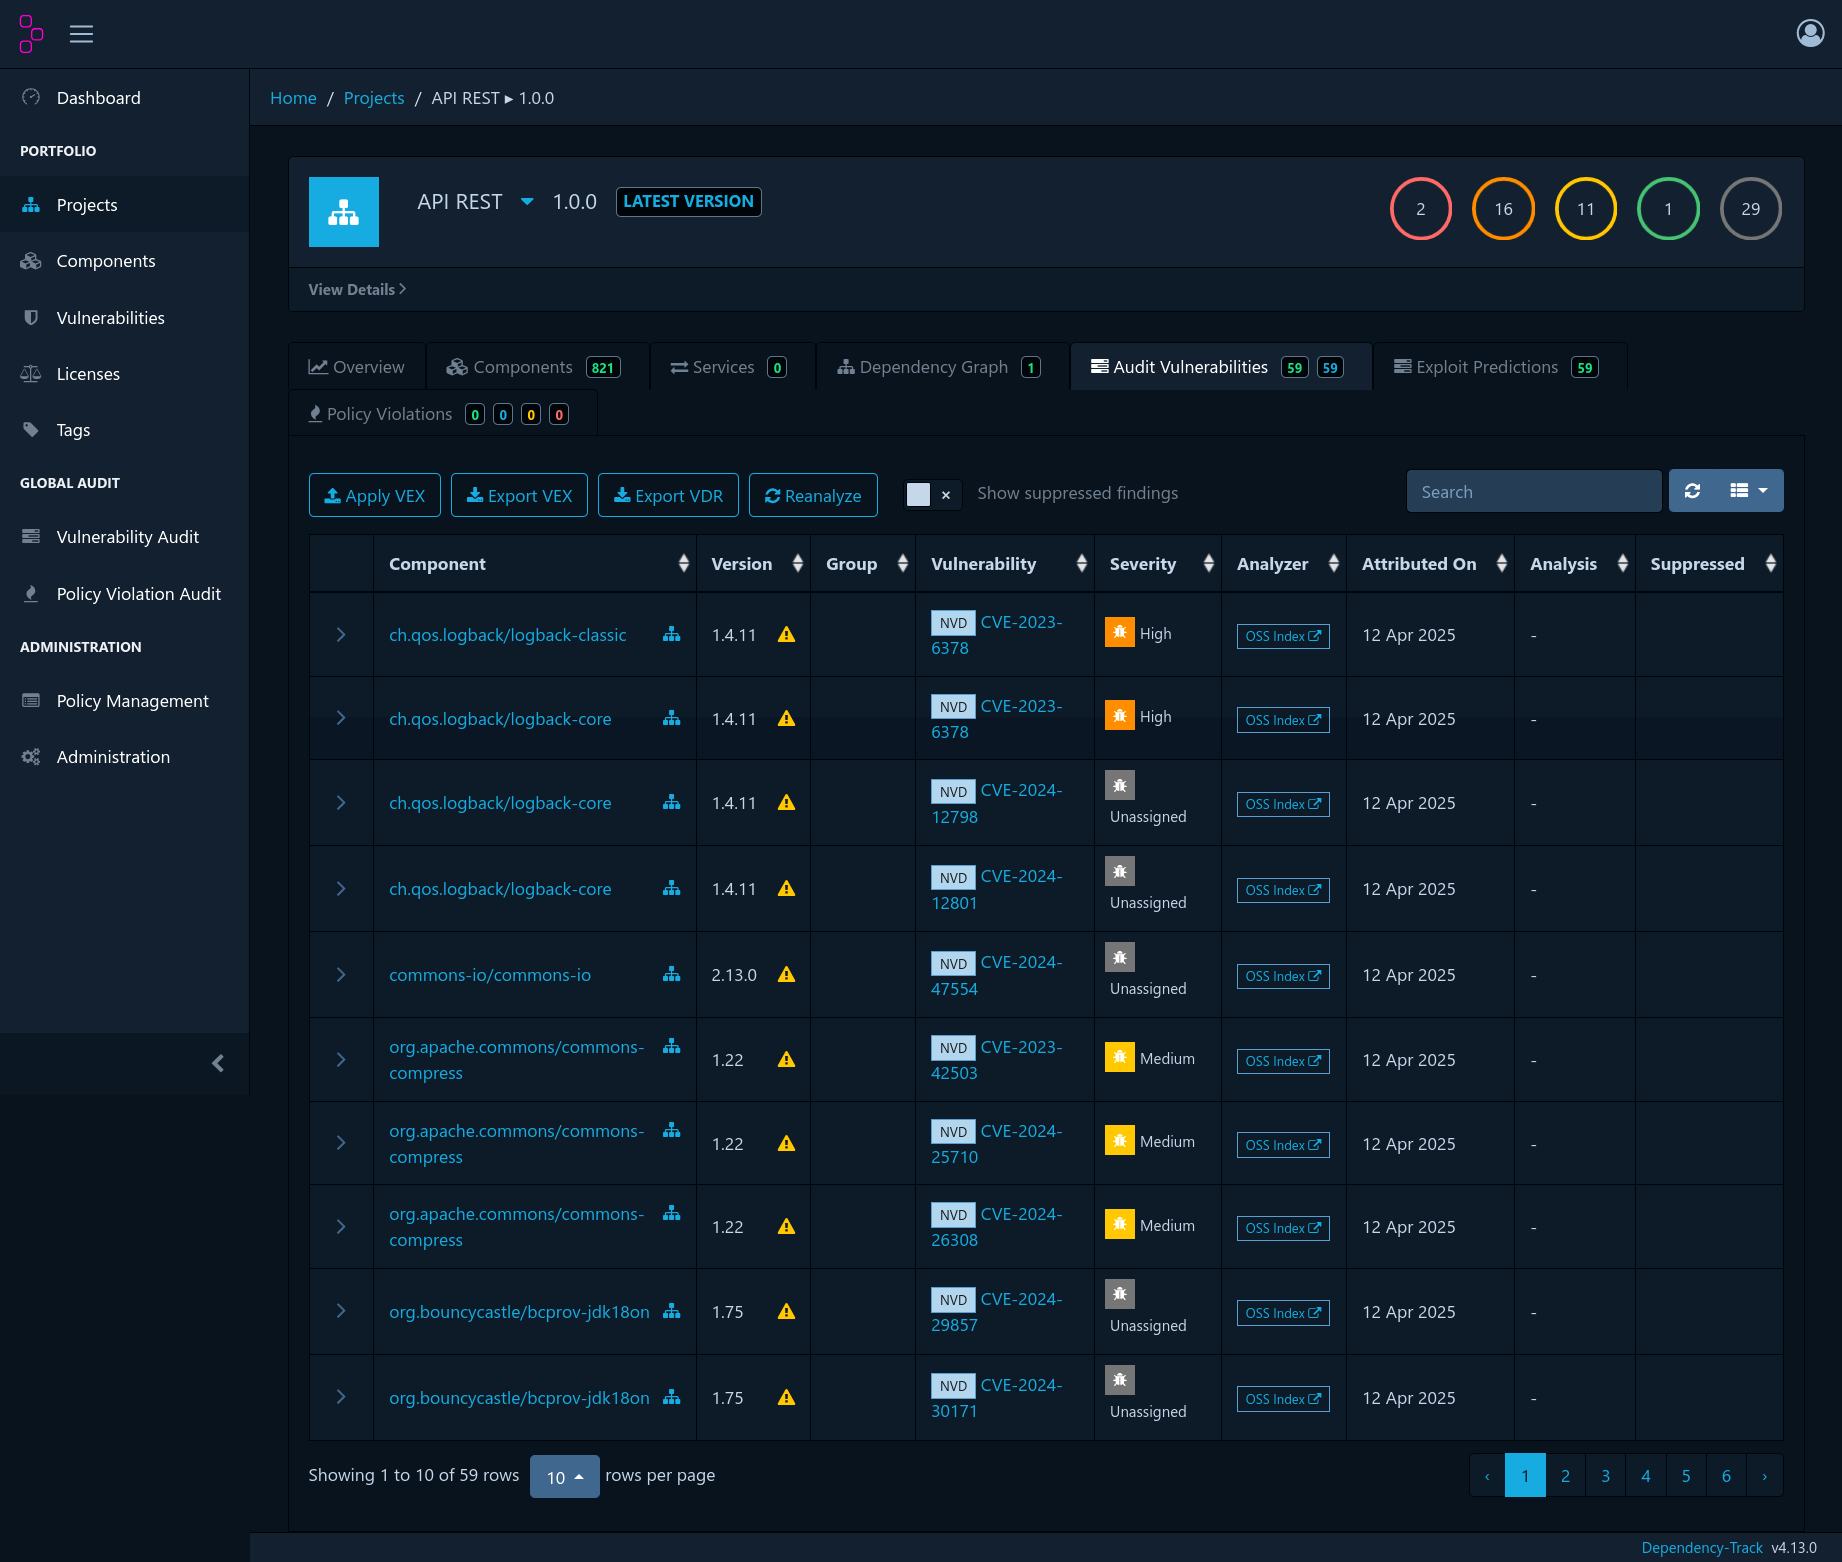 Dashboard
PORTFOLIO
Projects
Components
Vulnerabilities
Licenses
Tags
GLOBAL AUDIT
Vulnerability Audit
Policy Violation Audit
ADMINISTRATION
Policy Management
Administration
Home / Projects / API REST ▸ 1.0.0
API REST 1.0.0 LATEST VERSION
2 16 11 1 29
View Details
Overview Components 821 Services 0 Dependency Graph 1 Audit Vulnerabilities 59 59 Exploit Predictions 59
Policy Violations 0 0 0 0
Apply VEX Export VEX Export VDR Reanalyze × Show suppressed findings Search
Component Version Group Vulnerability Severity Analyzer Attributed On Analysis Suppressed
ch.qos.logback/logback-classic 1.4.11 NVD CVE-2023-
6378 High OSS Index 12 Apr 2025 -
ch.qos.logback/logback-core 1.4.11 NVD CVE-2023-
6378 High OSS Index 12 Apr 2025 -
ch.qos.logback/logback-core 1.4.11 NVD CVE-2024-
12798 Unassigned OSS Index 12 Apr 2025 -
ch.qos.logback/logback-core 1.4.11 NVD CVE-2024-
12801 Unassigned OSS Index 12 Apr 2025 -
commons-io/commons-io 2.13.0 NVD CVE-2024-
47554 Unassigned OSS Index 12 Apr 2025 -
org.apache.commons/commons-
compress 1.22 NVD CVE-2023-
42503 Medium OSS Index 12 Apr 2025 -
org.apache.commons/commons-
compress 1.22 NVD CVE-2024-
25710 Medium OSS Index 12 Apr 2025 -
org.apache.commons/commons-
compress 1.22 NVD CVE-2024-
26308 Medium OSS Index 12 Apr 2025 -
org.bouncycastle/bcprov-jdk18on 1.75 NVD CVE-2024-
29857 Unassigned OSS Index 12 Apr 2025 -
org.bouncycastle/bcprov-jdk18on 1.75 NVD CVE-2024-
30171 Unassigned OSS Index 12 Apr 2025 -
Showing 1 to 10 of 59 rows 10 rows per page ‹ 1 2 3 4 5 6 ›
Dependency-Track v4.13.0